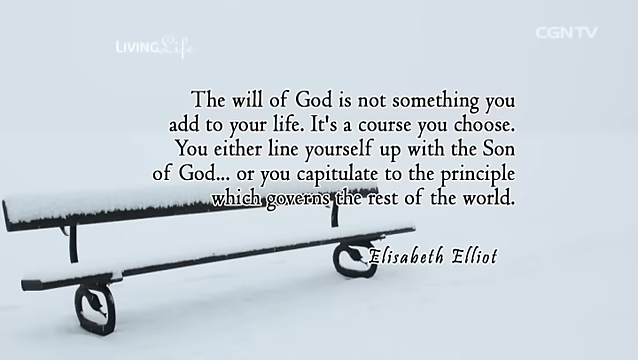 LIVING Life
CGNTV
The will of God is not something you
add to your life. It's a course you choose.
You either line yourself up with the Son
of God... or you capitulate to the principle
which governs the rest of the world.
Elisabeth Elliot